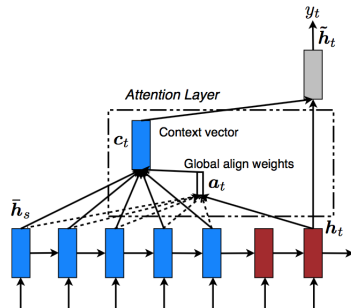 y_t
h̃_t
Attention Layer
c_t
Context vector
Global align weights
a_t
h̄_s
h_t